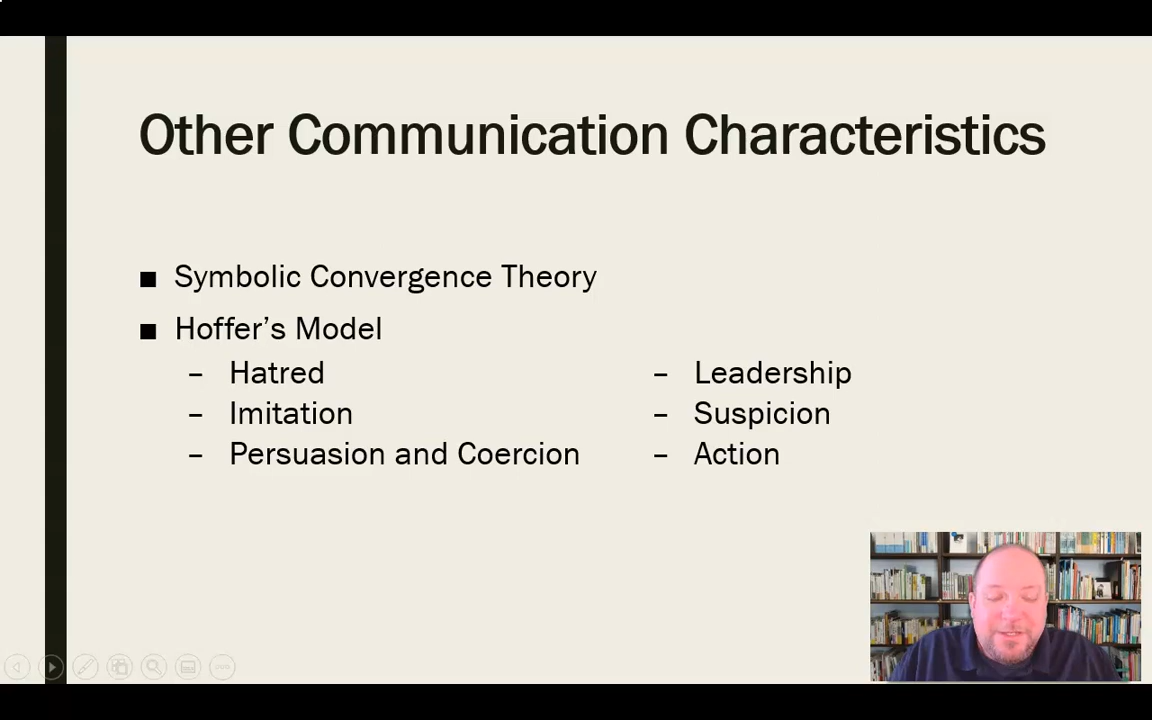 Other Communication Characteristics
■ Symbolic Convergence Theory
■ Hoffer’s Model
– Hatred
– Imitation
– Persuasion and Coercion
– Leadership
– Suspicion
– Action